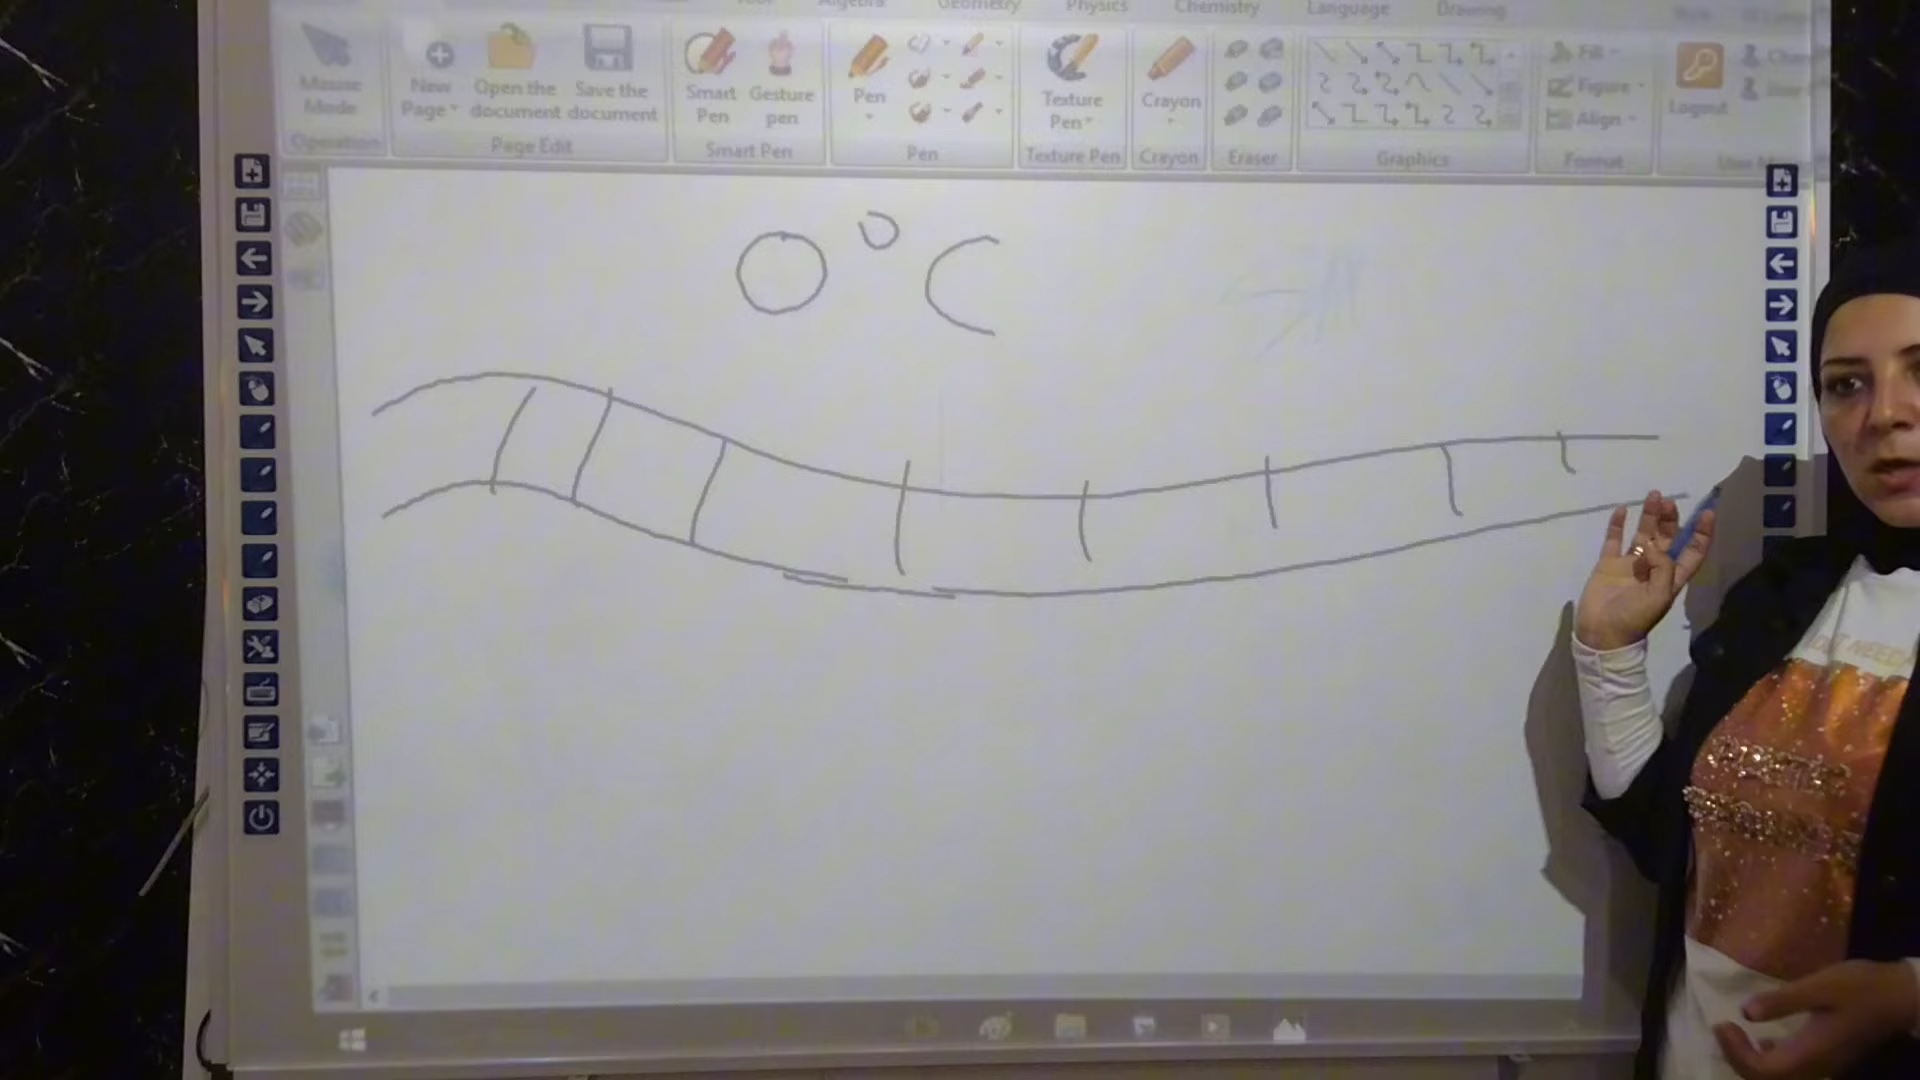 Algebra Geometry Physics Chemistry Language Drawing
Mouse Mode
New Page
Open the document
Save the document
Smart Pen
Gesture pen
Pen
Texture Pen
Crayon
Fill
Figure
Align
Logout
Operation
Page Edit
Smart Pen
Pen
Texture Pen
Crayon
Eraser
Graphics
Format
0°C